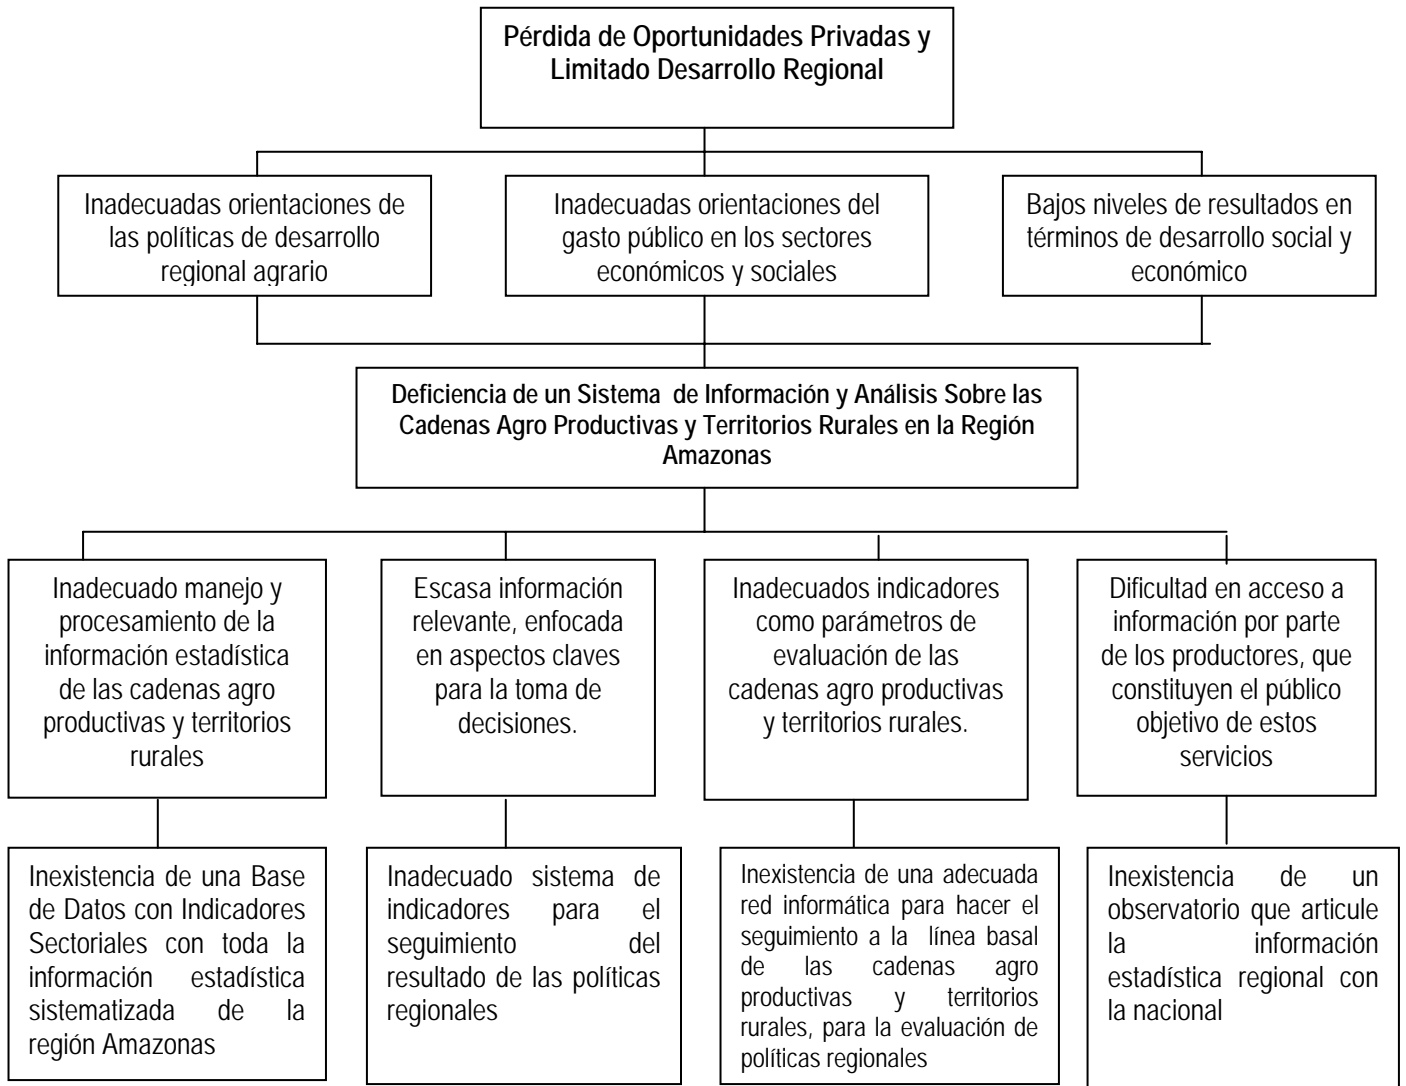 Pérdida de Oportunidades Privadas y
Limitado Desarrollo Regional
Inadecuadas orientaciones de
las políticas de desarrollo
regional agrario
Inadecuadas orientaciones del
gasto público en los sectores
económicos y sociales
Bajos niveles de resultados en
términos de desarrollo social y
económico
Deficiencia de un Sistema de Información y Análisis Sobre las
Cadenas Agro Productivas y Territorios Rurales en la Región
Amazonas
Inadecuado manejo y
procesamiento de la
información estadística
de las cadenas agro
productivas y territorios
rurales
Escasa información
relevante, enfocada
en aspectos claves
para la toma de
decisiones.
Inadecuados indicadores
como parámetros de
evaluación de las
cadenas agro productivas
y territorios rurales.
Dificultad en acceso a
información por parte
de los productores, que
constituyen el público
objetivo de estos
servicios
Inexistencia de una Base
de Datos con Indicadores
Sectoriales con toda la
información estadística
sistematizada de la
región Amazonas
Inadecuado sistema de
indicadores para el
seguimiento del
resultado de las políticas
regionales
Inexistencia de una adecuada
red informática para hacer el
seguimiento a la línea basal
de las cadenas agro
productivas y territorios
rurales, para la evaluación de
políticas regionales
Inexistencia de un
observatorio que articule
la información
estadística regional con
la nacional